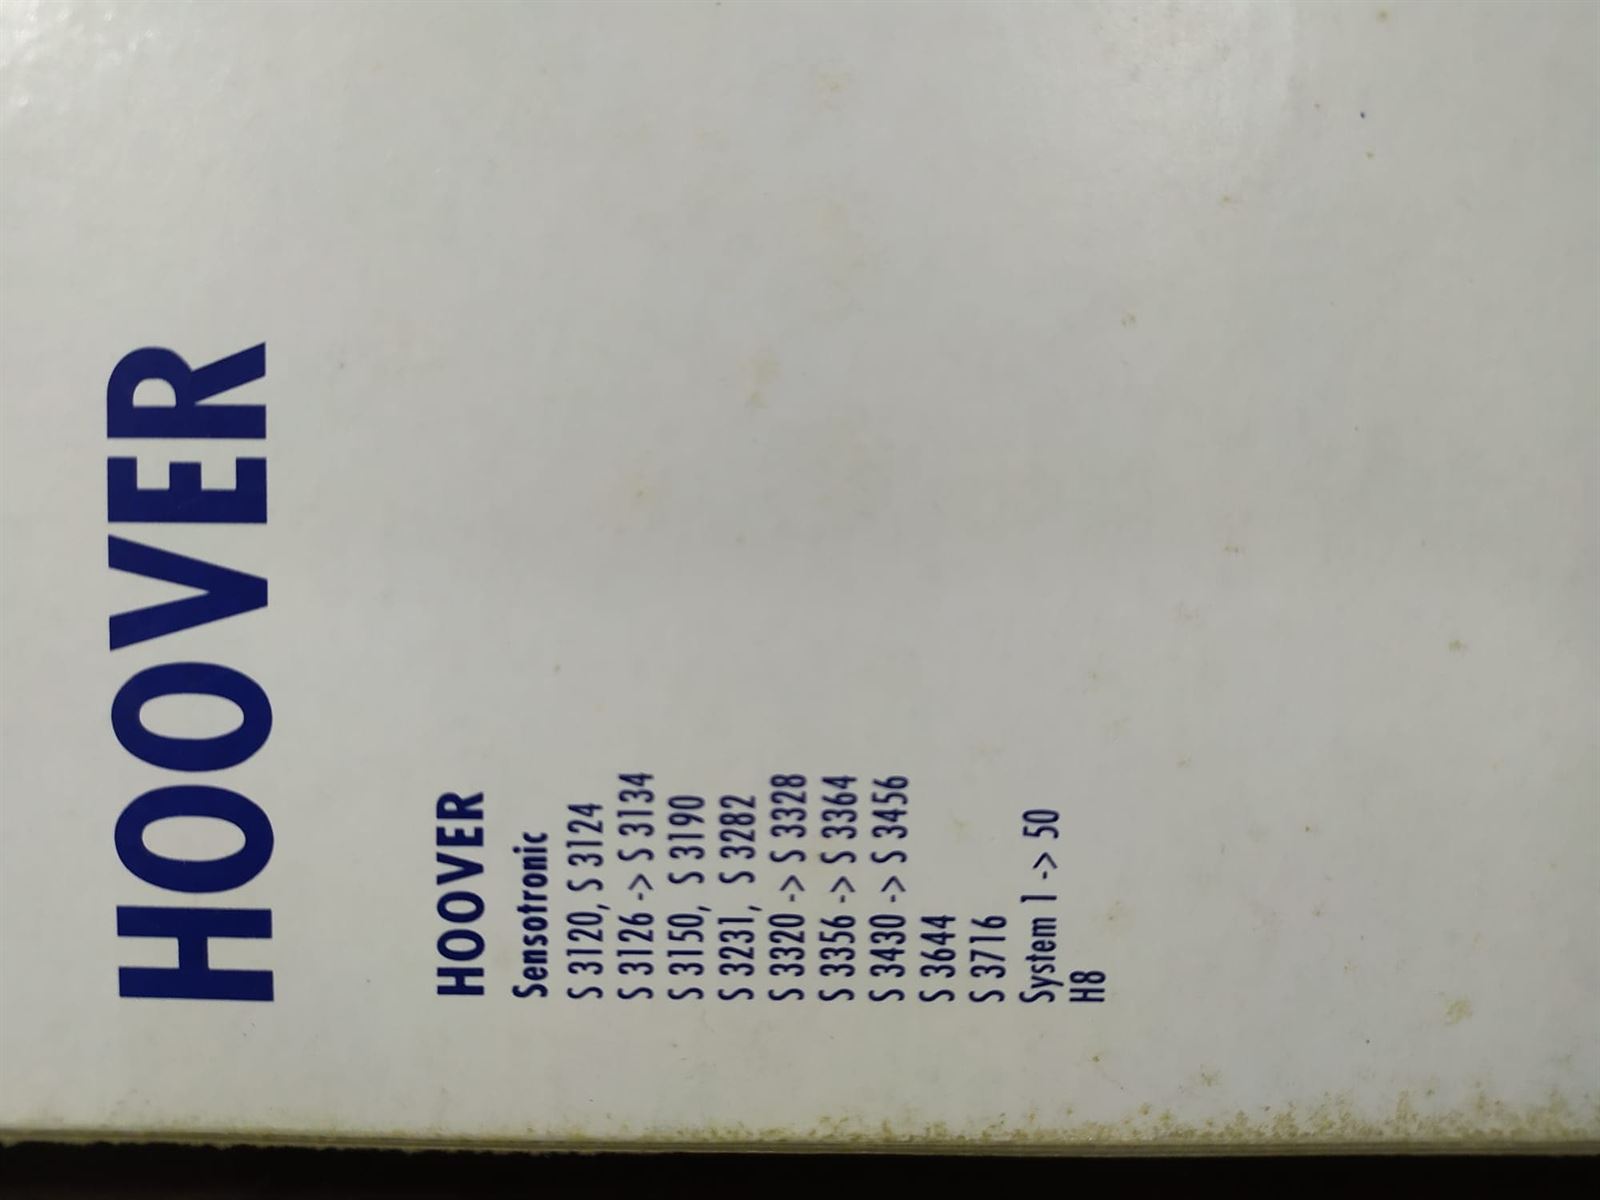 HOOVER
HOOVER
Sensotronic
S 3120, S 3124
S 3126 -> S 3134
S 3150, S 3190
S 3231, S 3282
S 3320 -> S 3328
S 3356 -> S 3364
S 3430 -> S 3456
S 3644
S 3716
System 1 -> 50
H8